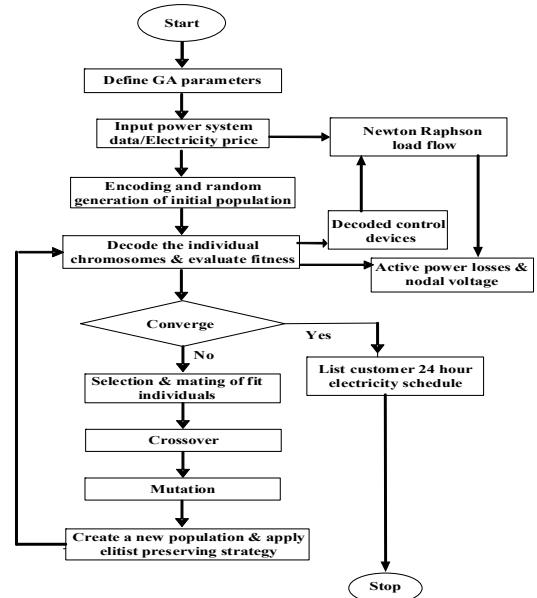 Start
Define GA parameters
Input power system
data/Electricity price
Newton Raphson
load flow
Encoding and random
generation of initial population
Decoded control
devices
Decode the individual
chromosomes & evaluate fitness
Active power losses &
nodal voltage
Converge
Yes
No
List customer 24 hour
electricity schedule
Selection & mating of fit
individuals
Crossover
Mutation
Create a new population & apply
elitist preserving strategy
Stop